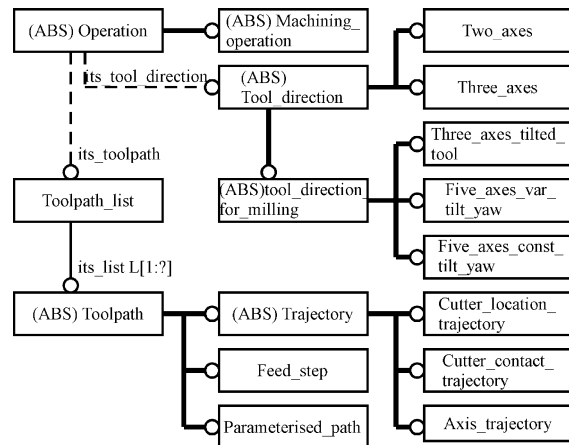 (ABS) Operation
(ABS) Machining_
operation
Two_axes
its_tool_direction
(ABS)
Tool_direction
Three_axes
its_toolpath
Three_axes_tilted_
tool
Toolpath_list
(ABS)tool_direction_
for_milling
Five_axes_var_
tilt_yaw
its_list L[1:?]
Five_axes_const_
tilt_yaw
(ABS) Toolpath
(ABS) Trajectory
Cutter_location_
trajectory
Feed_step
Cutter_contact_
trajectory
Parameterised_path
Axis_trajectory